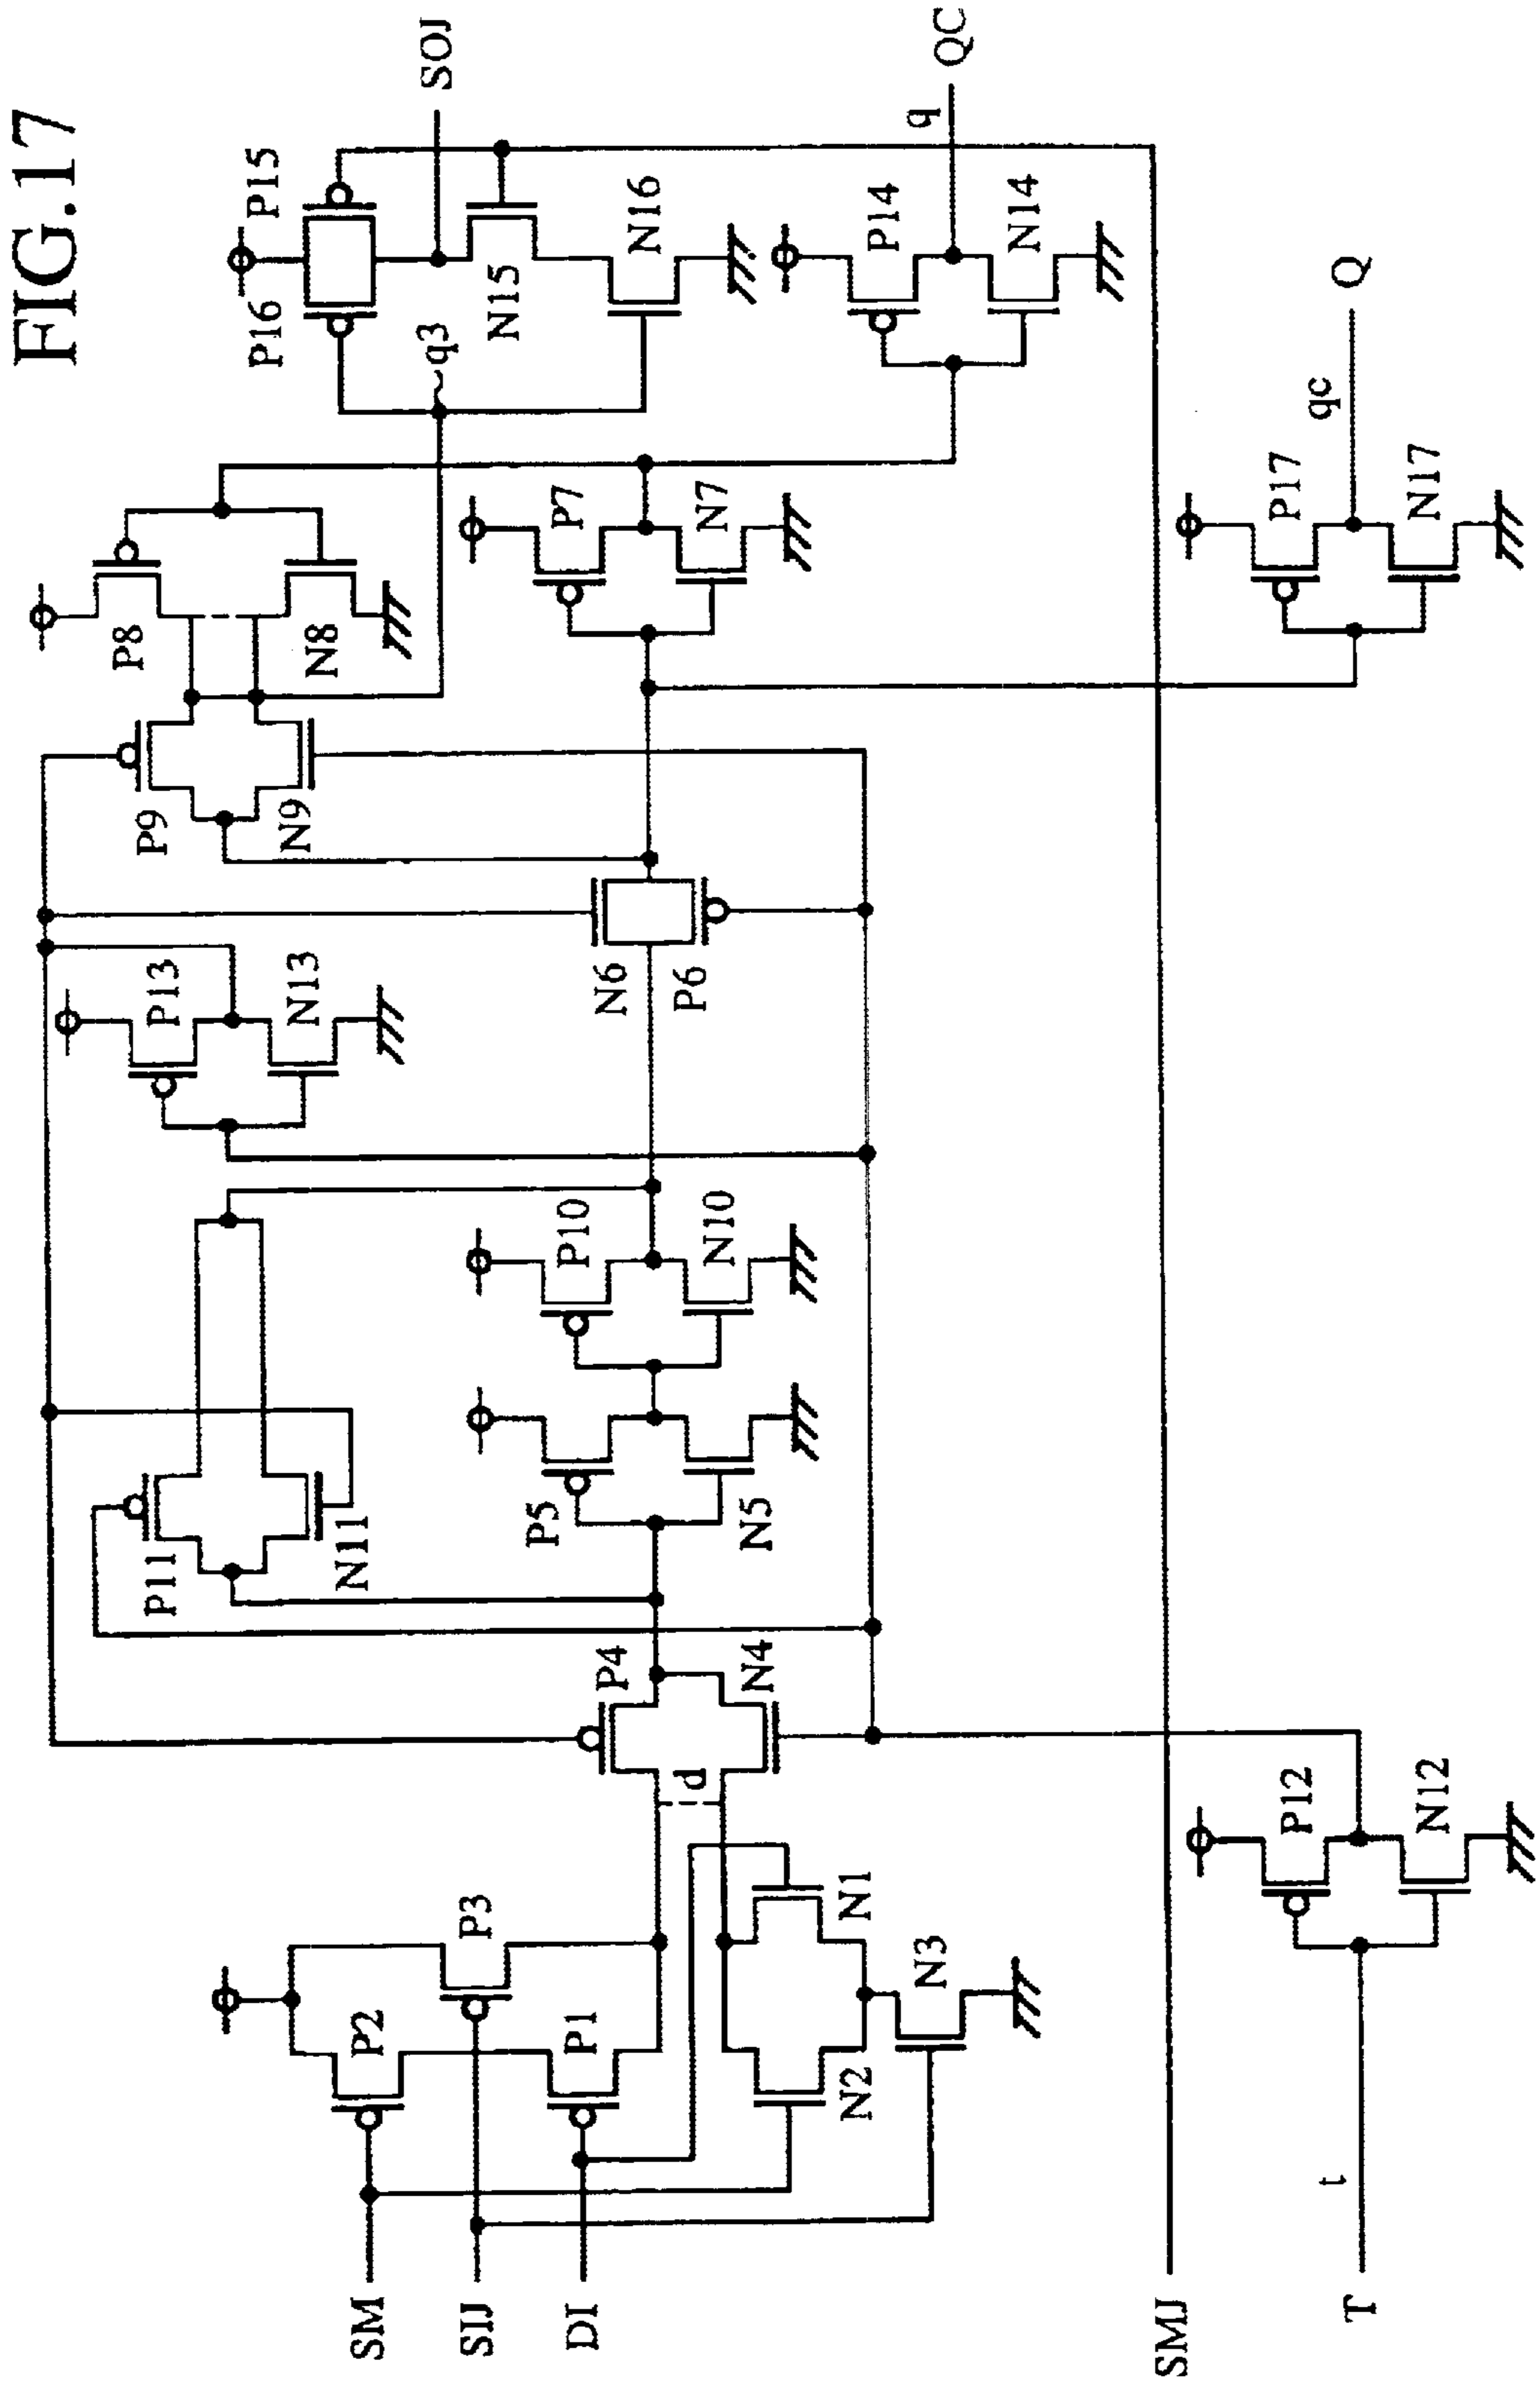 FIG.17
SM
SIJ
DI
SMJ
T
t
P2
P3
P1
N1
N2
N3
d
P4
N4
P11
N11
P5
N5
P10
N10
P12
N12
P13
N13
N6
P6
P9
N9
P8
N8
P7
N7
P17
N17
qc
Q
P16
P15
q3
N15
N16
SOJ
P14
N14
q
QC